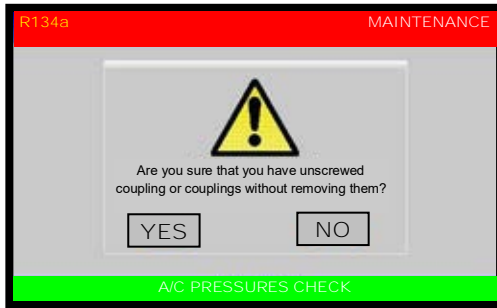 R134a MAINTENANCE
Are you sure that you have unscrewed
coupling or couplings without removing them?
YES NO
A/C PRESSURES CHECK